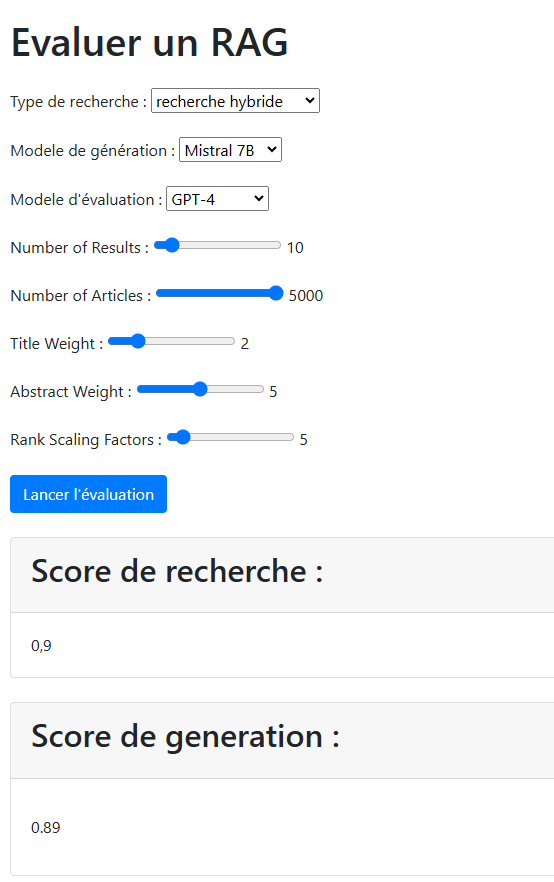 Evaluer un RAG
Type de recherche : recherche hybride
Modele de génération : Mistral 7B
Modele d'évaluation : GPT-4
Number of Results : 10
Number of Articles : 5000
Title Weight : 2
Abstract Weight : 5
Rank Scaling Factors : 5
Lancer l'évaluation
Score de recherche :
0,9
Score de generation :
0.89